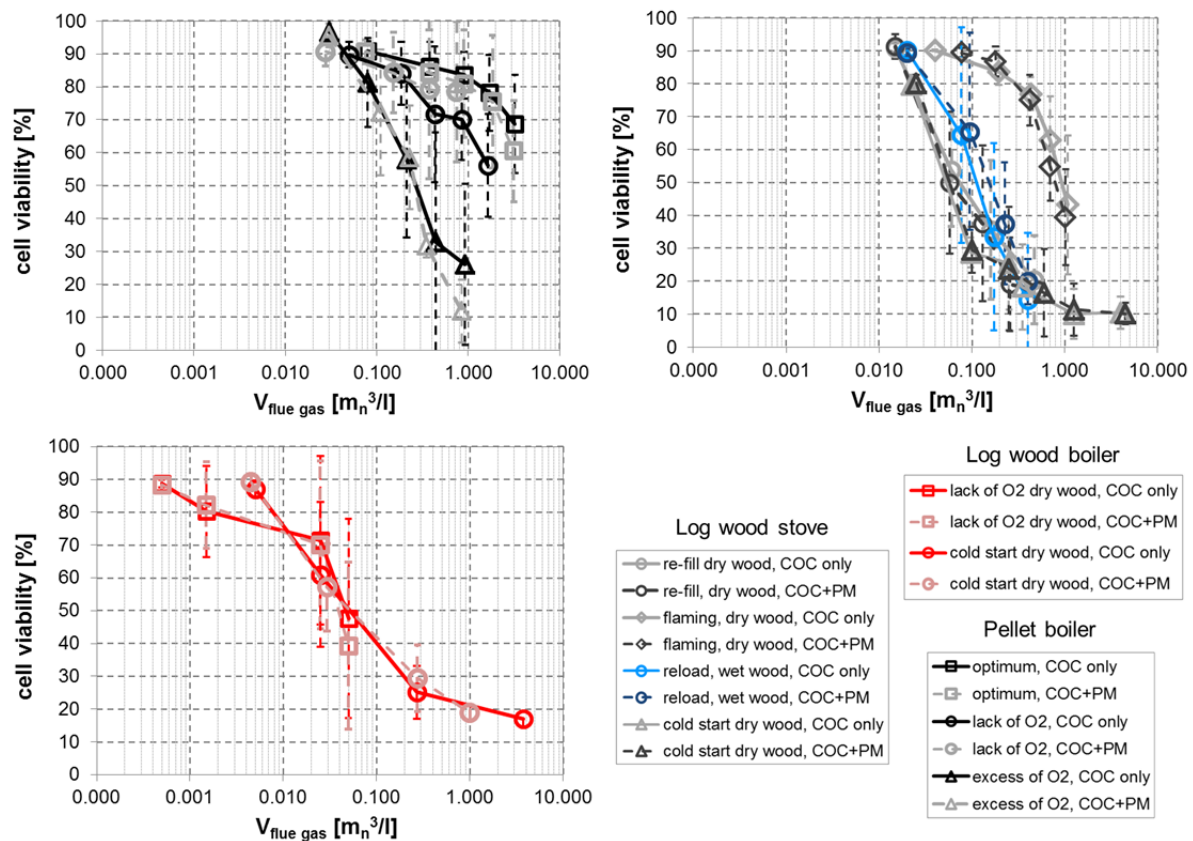 100
90
80
70
60
50
40
30
20
10
0
cell viability [%]
0.000 0.001 0.010 0.100 1.000 10.000
V flue gas [mn³/l]
100
90
80
70
60
50
40
30
20
10
0
cell viability [%]
0.000 0.001 0.010 0.100 1.000 10.000
V flue gas [mn³/l]
100
90
80
70
60
50
40
30
20
10
0
cell viability [%]
0.000 0.001 0.010 0.100 1.000 10.000
V flue gas [mn³/l]
Log wood stove
re-fill dry wood, COC only
re-fill, dry wood, COC+PM
flaming, dry wood, COC only
flaming, dry wood, COC+PM
reload, wet wood, COC only
reload, wet wood, COC+PM
cold start dry wood, COC only
cold start dry wood, COC+PM
Log wood boiler
lack of O2 dry wood, COC only
lack of O2 dry wood, COC+PM
cold start dry wood, COC only
cold start dry wood, COC+PM
Pellet boiler
optimum, COC only
optimum, COC+PM
lack of O2, COC only
lack of O2, COC+PM
excess of O2, COC only
excess of O2, COC+PM